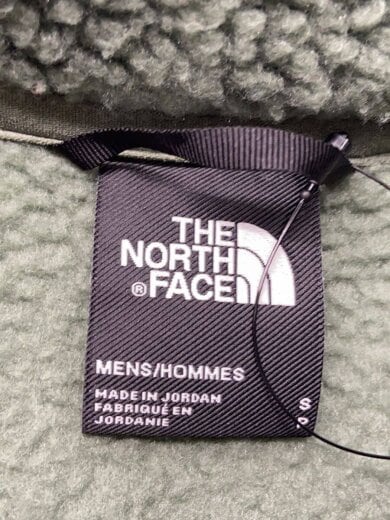 THE
NORTH
® FACE
MENS/HOMMES
MADE IN JORDAN
FABRIQUÉ EN
JORDANIE
S